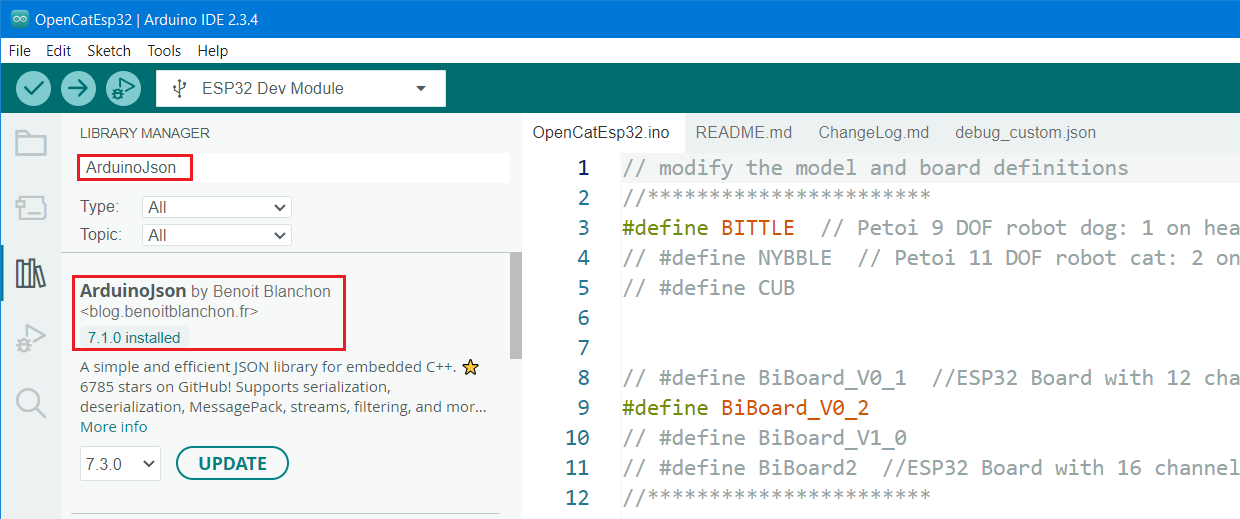 OpenCatEsp32 | Arduino IDE 2.3.4
File Edit Sketch Tools Help
ESP32 Dev Module
LIBRARY MANAGER
ArduinoJson
Type: All
Topic: All
ArduinoJson by Benoit Blanchon
<blog.benoitblanchon.fr>
7.1.0 installed
A simple and efficient JSON library for embedded C++. ⭐
6785 stars on GitHub! Supports serialization,
deserialization, MessagePack, streams, filtering, and mor...
More info
7.3.0 UPDATE
OpenCatEsp32.ino README.md ChangeLog.md debug_custom.json
1 // modify the model and board definitions
2 //***********************
3 #define BITTLE  // Petoi 9 DOF robot dog: 1 on hea
4 // #define NYBBLE  // Petoi 11 DOF robot cat: 2 on
5 // #define CUB
6
7
8 // #define BiBoard_V0_1  //ESP32 Board with 12 cha
9 #define BiBoard_V0_2
10 // #define BiBoard_V1_0
11 // #define BiBoard2  //ESP32 Board with 16 channel
12 //***********************